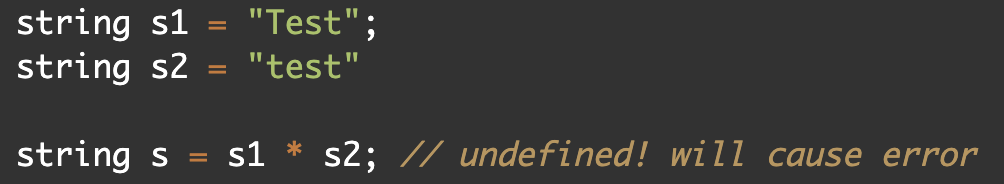 string s1 = "Test";
string s2 = "test"
string s = s1 * s2; // undefined! will cause error